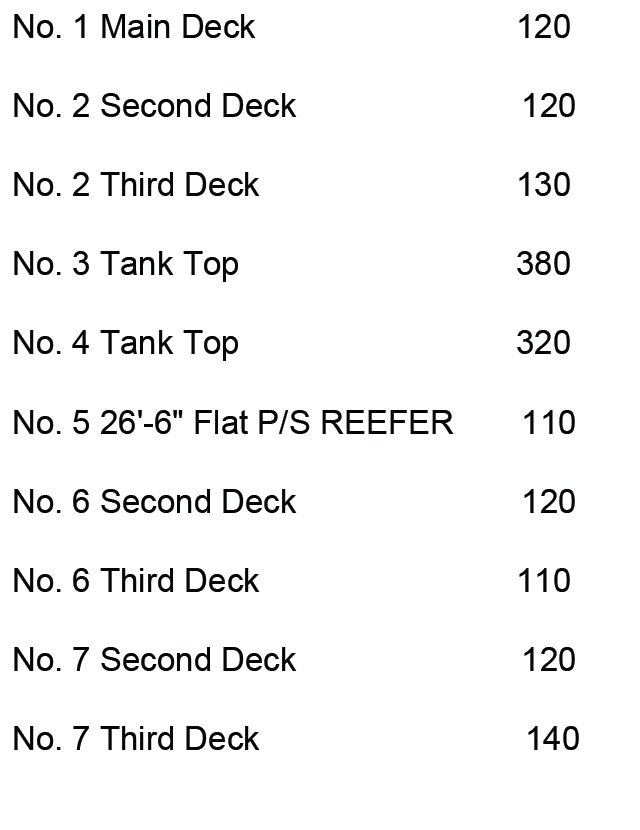 No. 1 Main Deck 120
No. 2 Second Deck 120
No. 2 Third Deck 130
No. 3 Tank Top 380
No. 4 Tank Top 320
No. 5 26'-6" Flat P/S REEFER 110
No. 6 Second Deck 120
No. 6 Third Deck 110
No. 7 Second Deck 120
No. 7 Third Deck 140